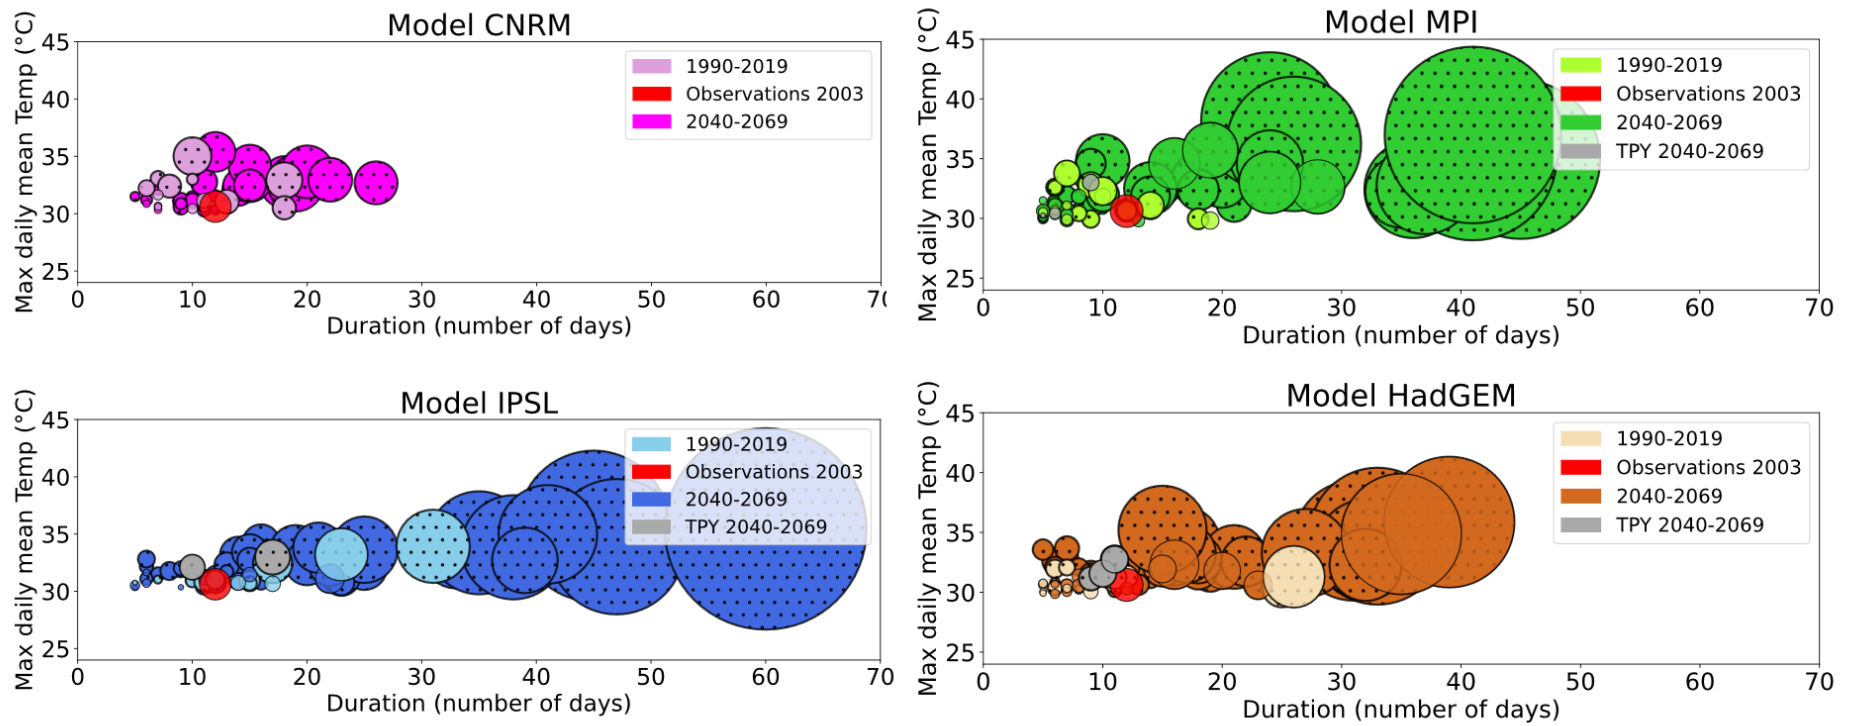 Model CNRM
Max daily mean Temp (°C)
45
40
35
30
25
0 10 20 30 40 50 60 70
Duration (number of days)
1990-2019
Observations 2003
2040-2069
Model MPI
Max daily mean Temp (°C)
45
40
35
30
25
0 10 20 30 40 50 60 70
Duration (number of days)
1990-2019
Observations 2003
2040-2069
TPY 2040-2069
Model IPSL
Max daily mean Temp (°C)
45
40
35
30
25
0 10 20 30 40 50 60 70
Duration (number of days)
1990-2019
Observations 2003
2040-2069
TPY 2040-2069
Model HadGEM
Max daily mean Temp (°C)
45
40
35
30
25
0 10 20 30 40 50 60 70
Duration (number of days)
1990-2019
Observations 2003
2040-2069
TPY 2040-2069